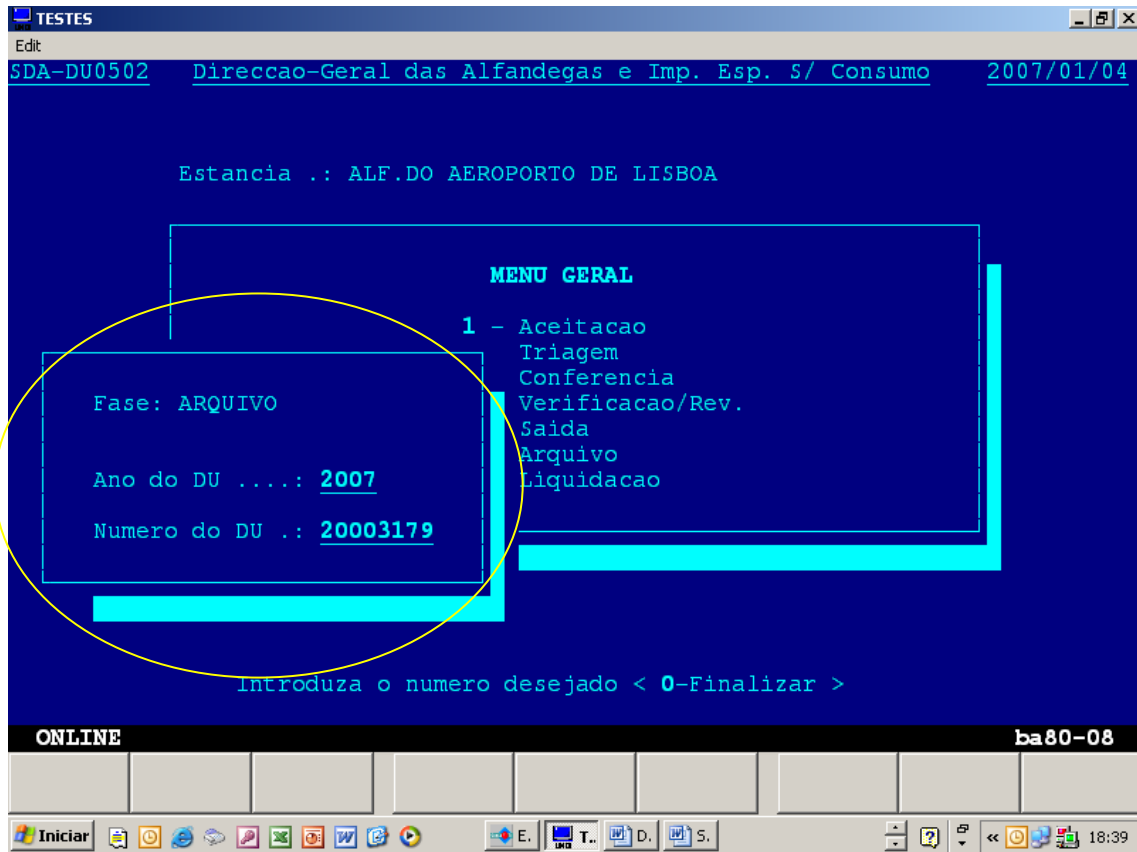 TESTES
Edit
SDA-DU0502 Direccao-Geral das Alfandegas e Imp. Esp. S/ Consumo 2007/01/04
Estancia .: ALF.DO AEROPORTO DE LISBOA
MENU GERAL
1 - Aceitacao
Triagem
Conferencia
Verificacao/Rev.
Saida
Arquivo
Liquidacao
Fase: ARQUIVO
Ano do DU ....: 2007
Numero do DU .: 20003179
Introduza o numero desejado < 0-Finalizar >
ONLINE ba80-08
Iniciar E. T.. D. S. 18:39